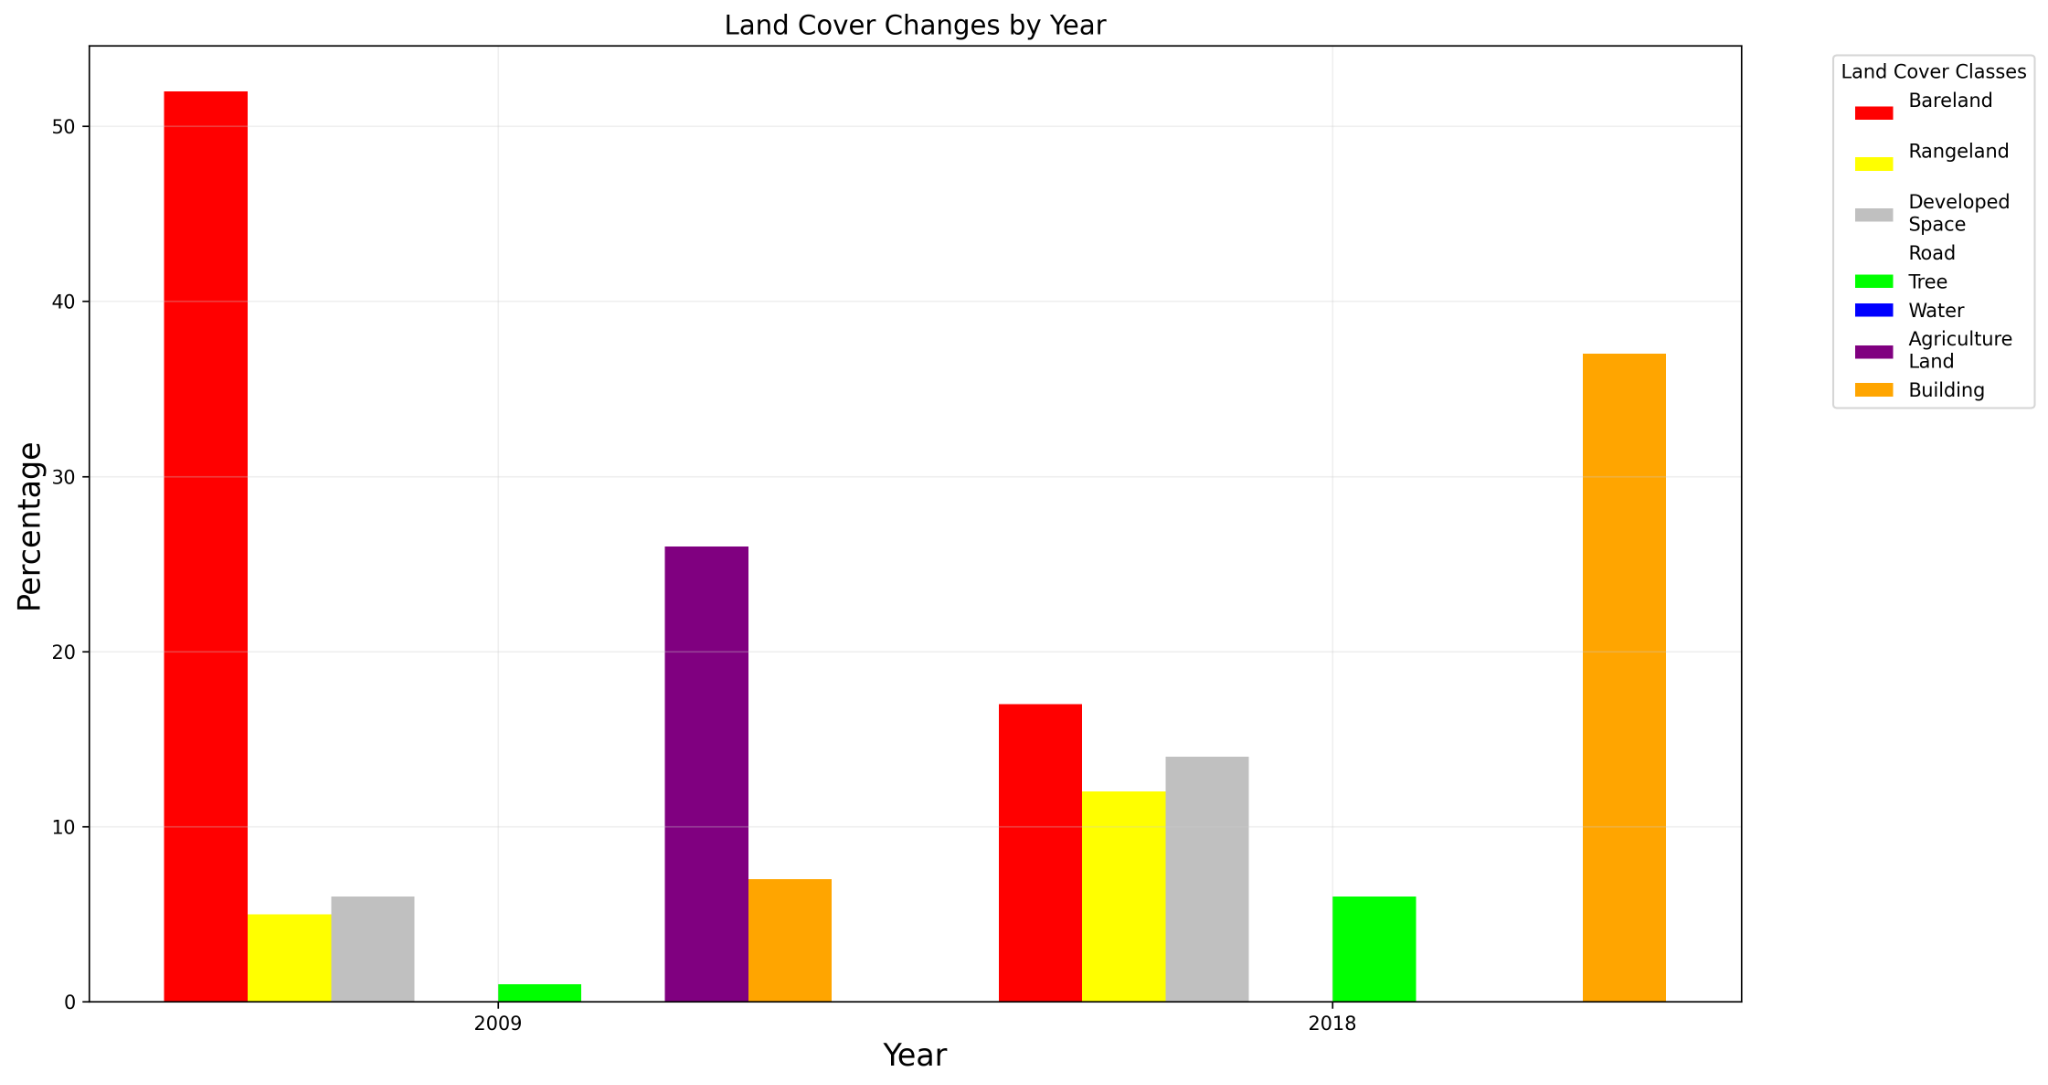 Land Cover Changes by Year
Percentage
50
40
30
20
10
0
2009
2018
Year
Land Cover Classes
Bareland
Rangeland
Developed
Space
Road
Tree
Water
Agriculture
Land
Building